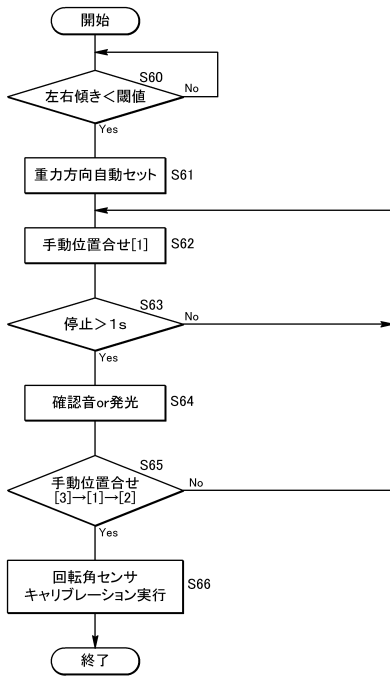 開始
S60
左右傾き＜閾値
No
Yes
重力方向自動セット
S61
手動位置合せ[1]
S62
S63
停止＞1s
No
Yes
確認音or発光
S64
S65
手動位置合せ
[3]→[1]→[2]
No
Yes
回転角センサ
キャリブレーション実行
S66
終了